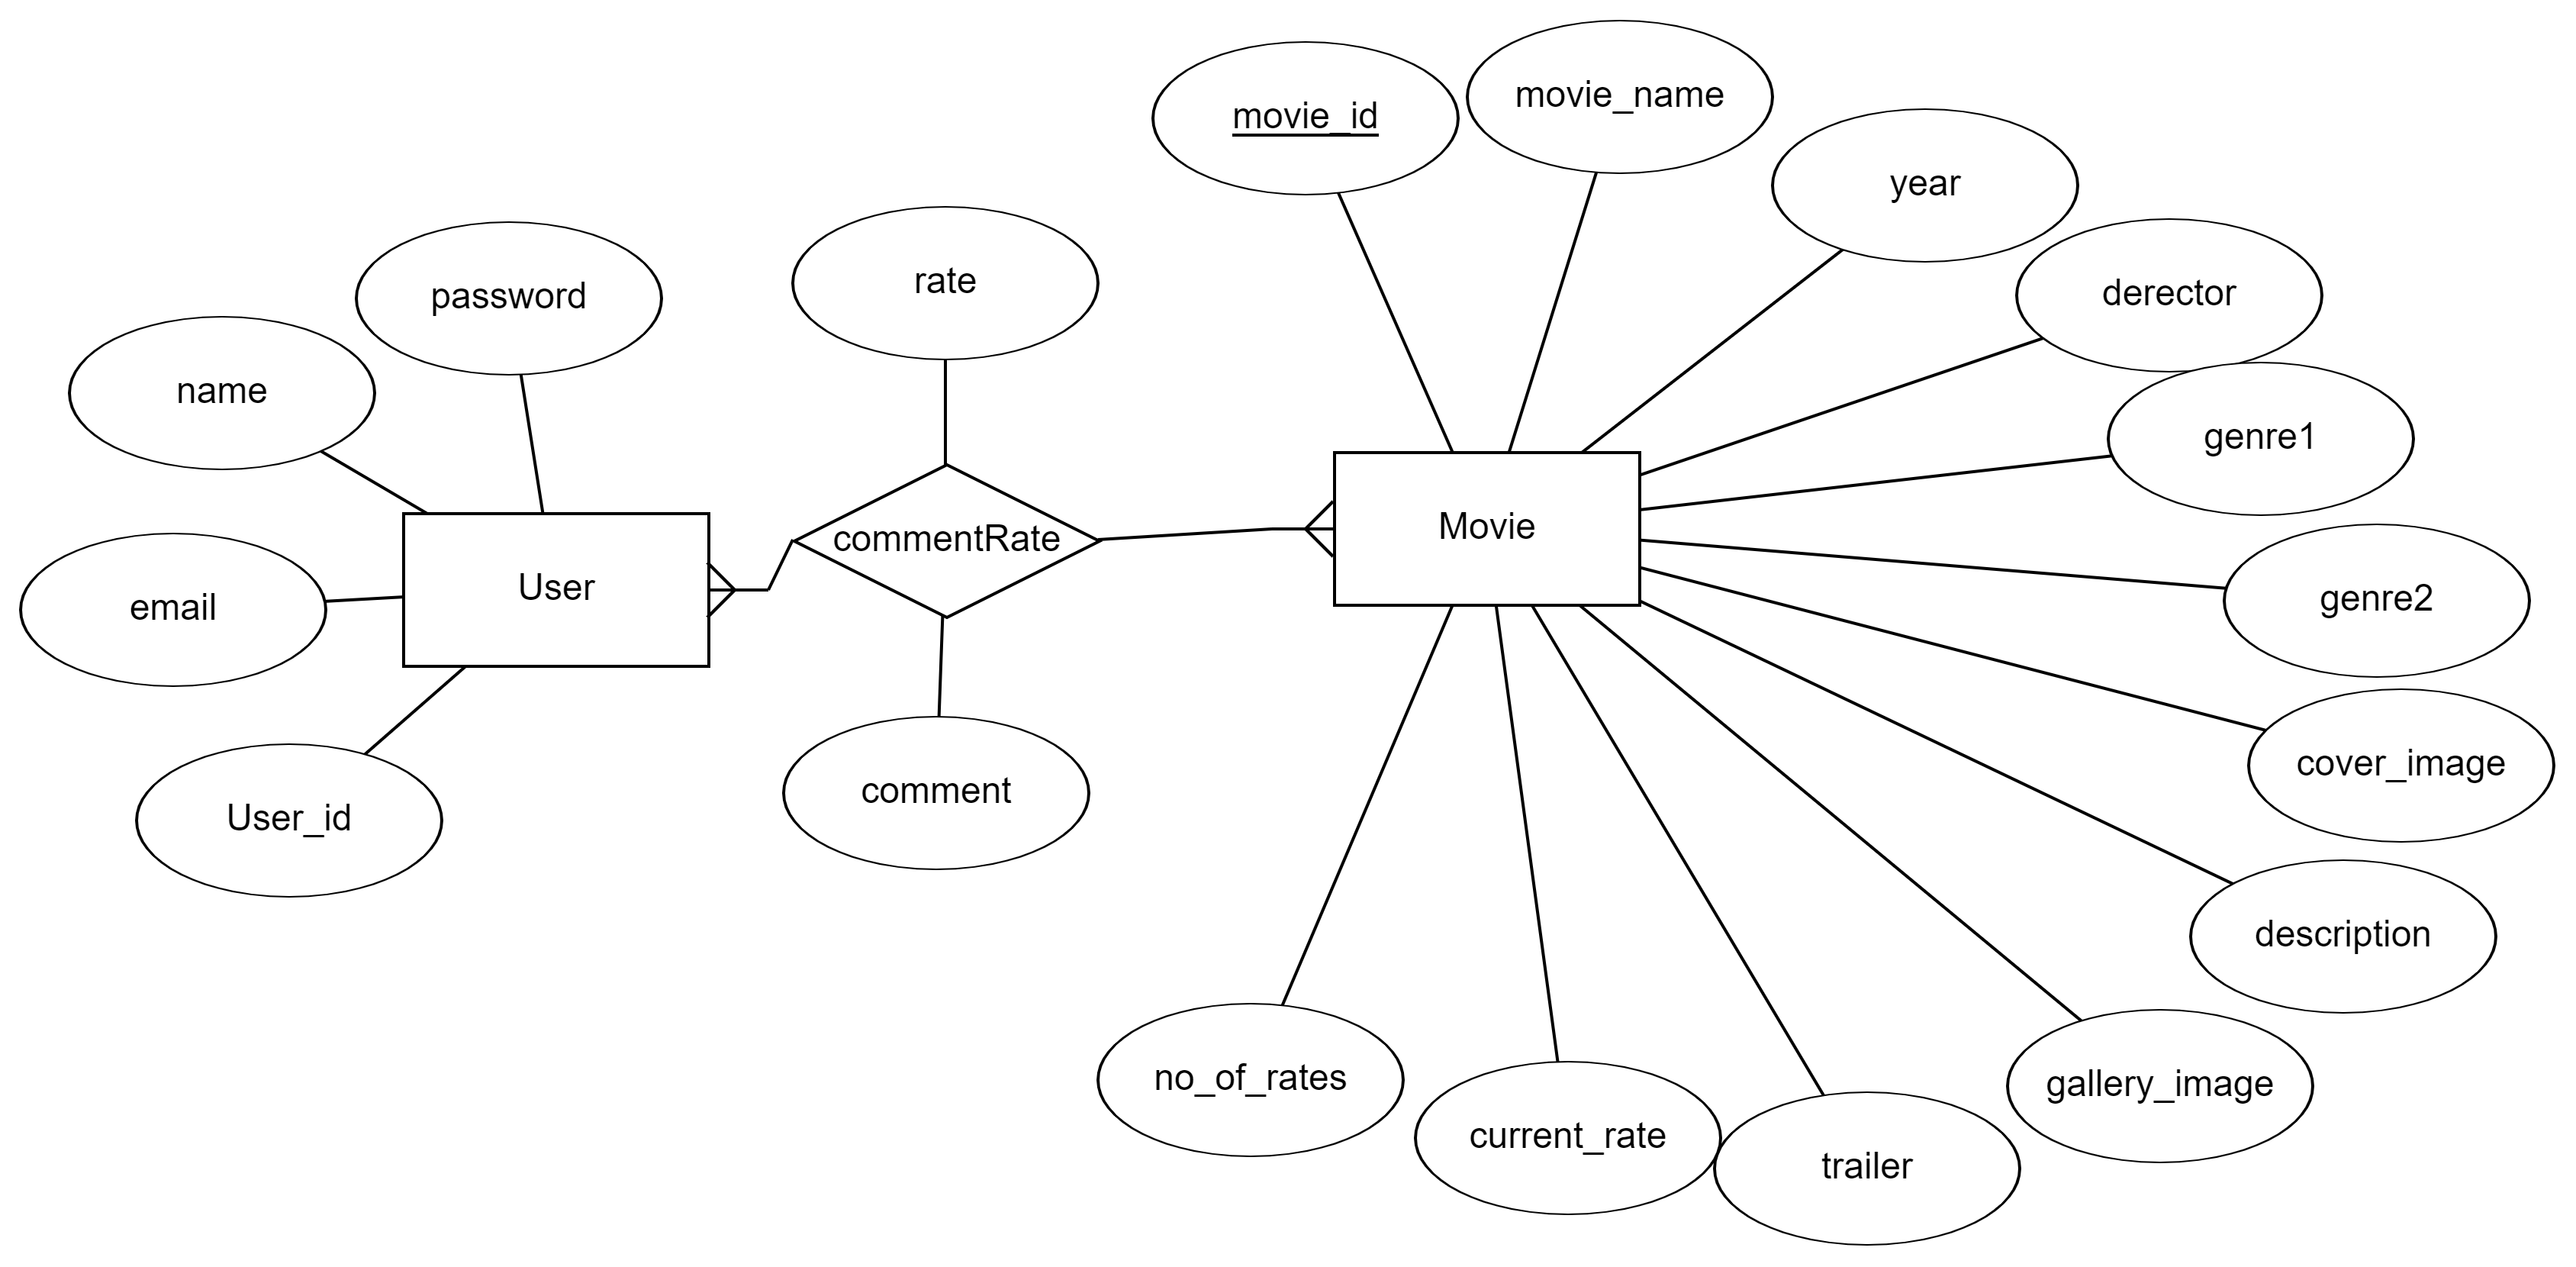 movie_id
movie_name
year
derector
genre1
genre2
cover_image
description
gallery_image
trailer
current_rate
no_of_rates
Movie
rate
commentRate
comment
password
name
email
User_id
User